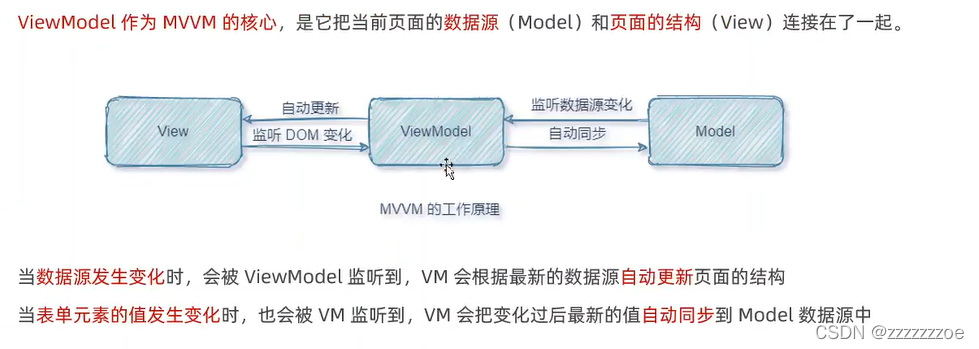 ViewModel 作为 MVVM 的核心，是它把当前页面的数据源（Model）和页面的结构（View）连接在了一起。
自动更新
监听数据源变化
View
监听 DOM 变化
ViewModel
自动同步
Model
MVVM 的工作原理
当数据源发生变化时，会被 ViewModel 监听到，VM 会根据最新的数据源自动更新页面的结构
当表单元素的值发生变化时，也会被 VM 监听到，VM 会把变化过后最新的值自动同步到 Model 数据源中
CSDN @zzzzzzzoe